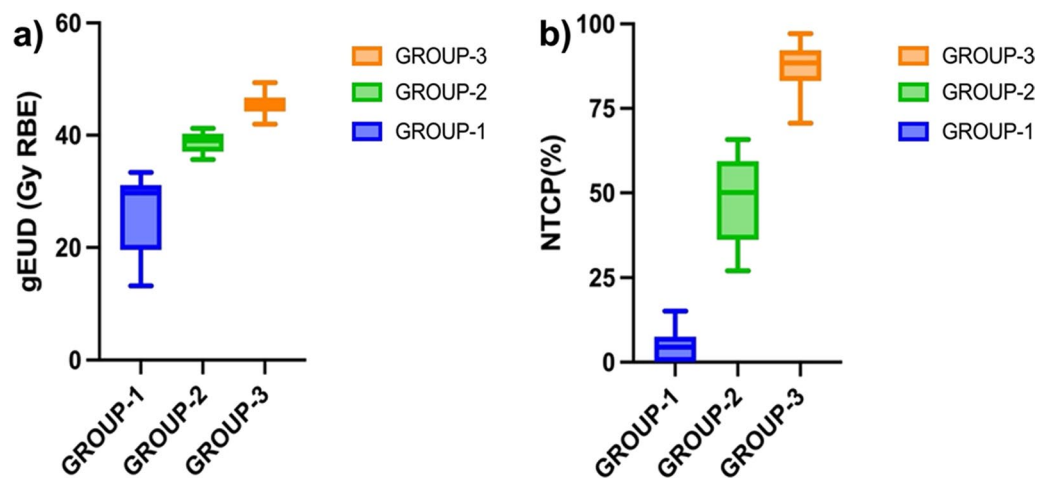 a)
gEUD (Gy RBE)
60
40
20
0
GROUP-1
GROUP-2
GROUP-3
GROUP-3
GROUP-2
GROUP-1
b)
NTCP(%)
100
75
50
25
0
GROUP-1
GROUP-2
GROUP-3
GROUP-3
GROUP-2
GROUP-1